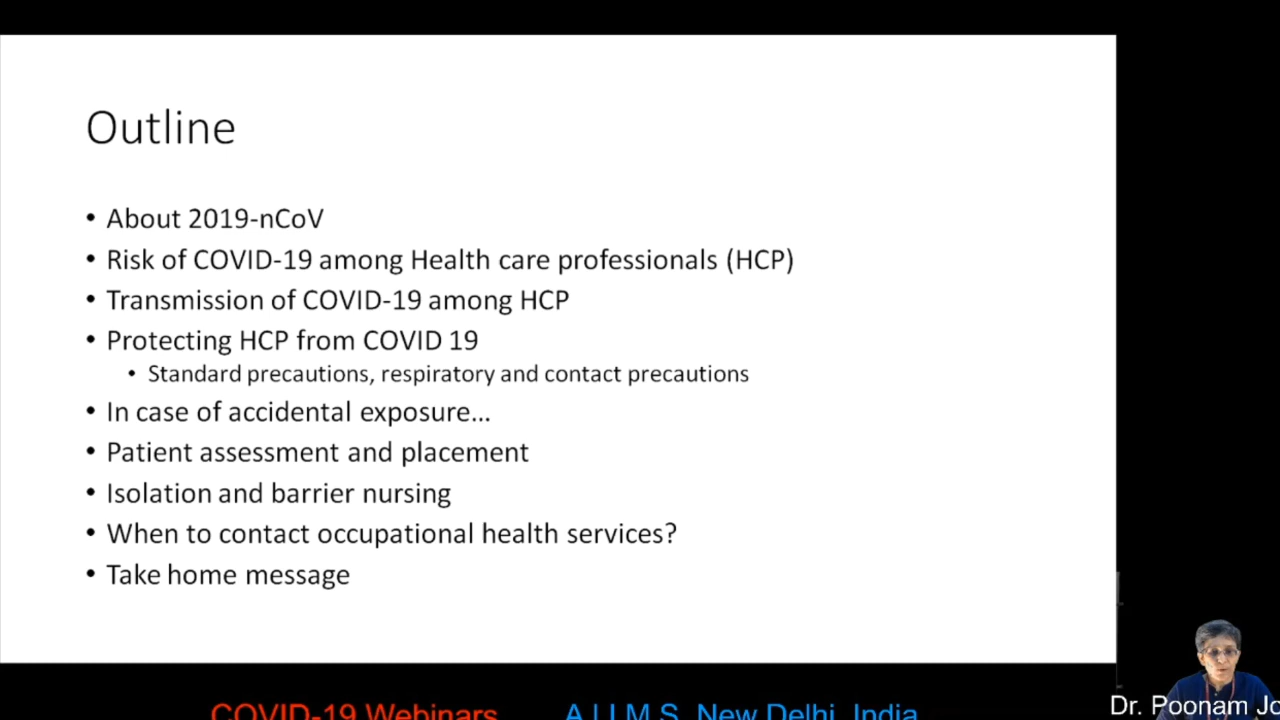 Outline
• About 2019-nCoV
• Risk of COVID-19 among Health care professionals (HCP)
• Transmission of COVID-19 among HCP
• Protecting HCP from COVID 19
• Standard precautions, respiratory and contact precautions
• In case of accidental exposure…
• Patient assessment and placement
• Isolation and barrier nursing
• When to contact occupational health services?
• Take home message
Dr. Poonam Jo
COVID-19 Webinars A.I.I.M.S, New Delhi, India